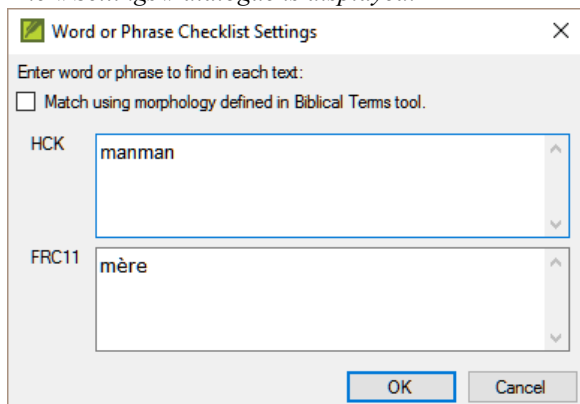 Word or Phrase Checklist Settings
Enter word or phrase to find in each text:
Match using morphology defined in Biblical Terms tool.
HCK
manman
FRC11
mère
OK Cancel